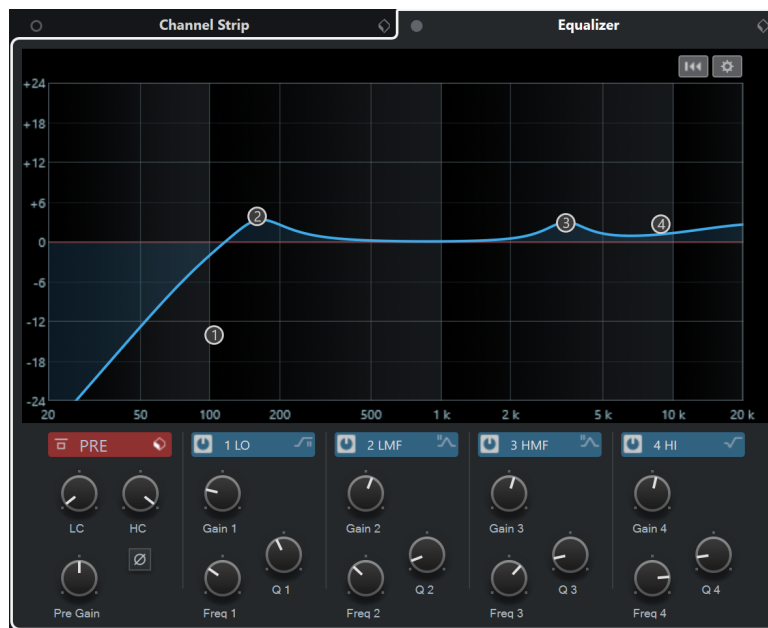 Channel Strip Equalizer
+24
+18
+12
+6
0
-6
-12
-18
-24
2 3 4
1
20 50 100 200 500 1 k 2 k 5 k 10 k 20 k
PRE 1 LO 2 LMF 3 HMF 4 HI
LC HC Gain 1 Gain 2 Gain 3 Gain 4
Q 1 Q 2 Q 3 Q 4
Pre Gain Freq 1 Freq 2 Freq 3 Freq 4